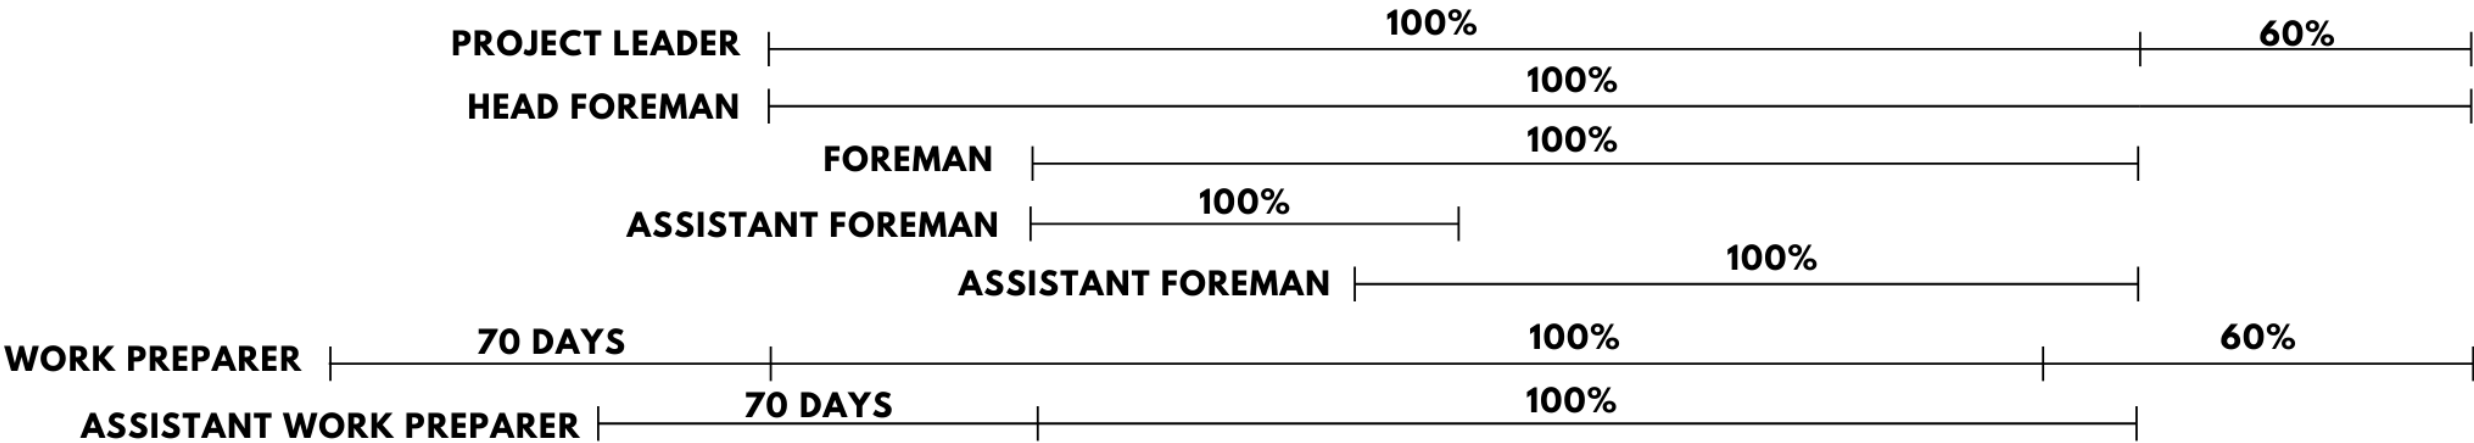 100%
PROJECT LEADER 60%
100%
HEAD FOREMAN
100%
FOREMAN
100%
ASSISTANT FOREMAN
100%
ASSISTANT FOREMAN
70 DAYS 100% 60%
WORK PREPARER
70 DAYS 100%
ASSISTANT WORK PREPARER